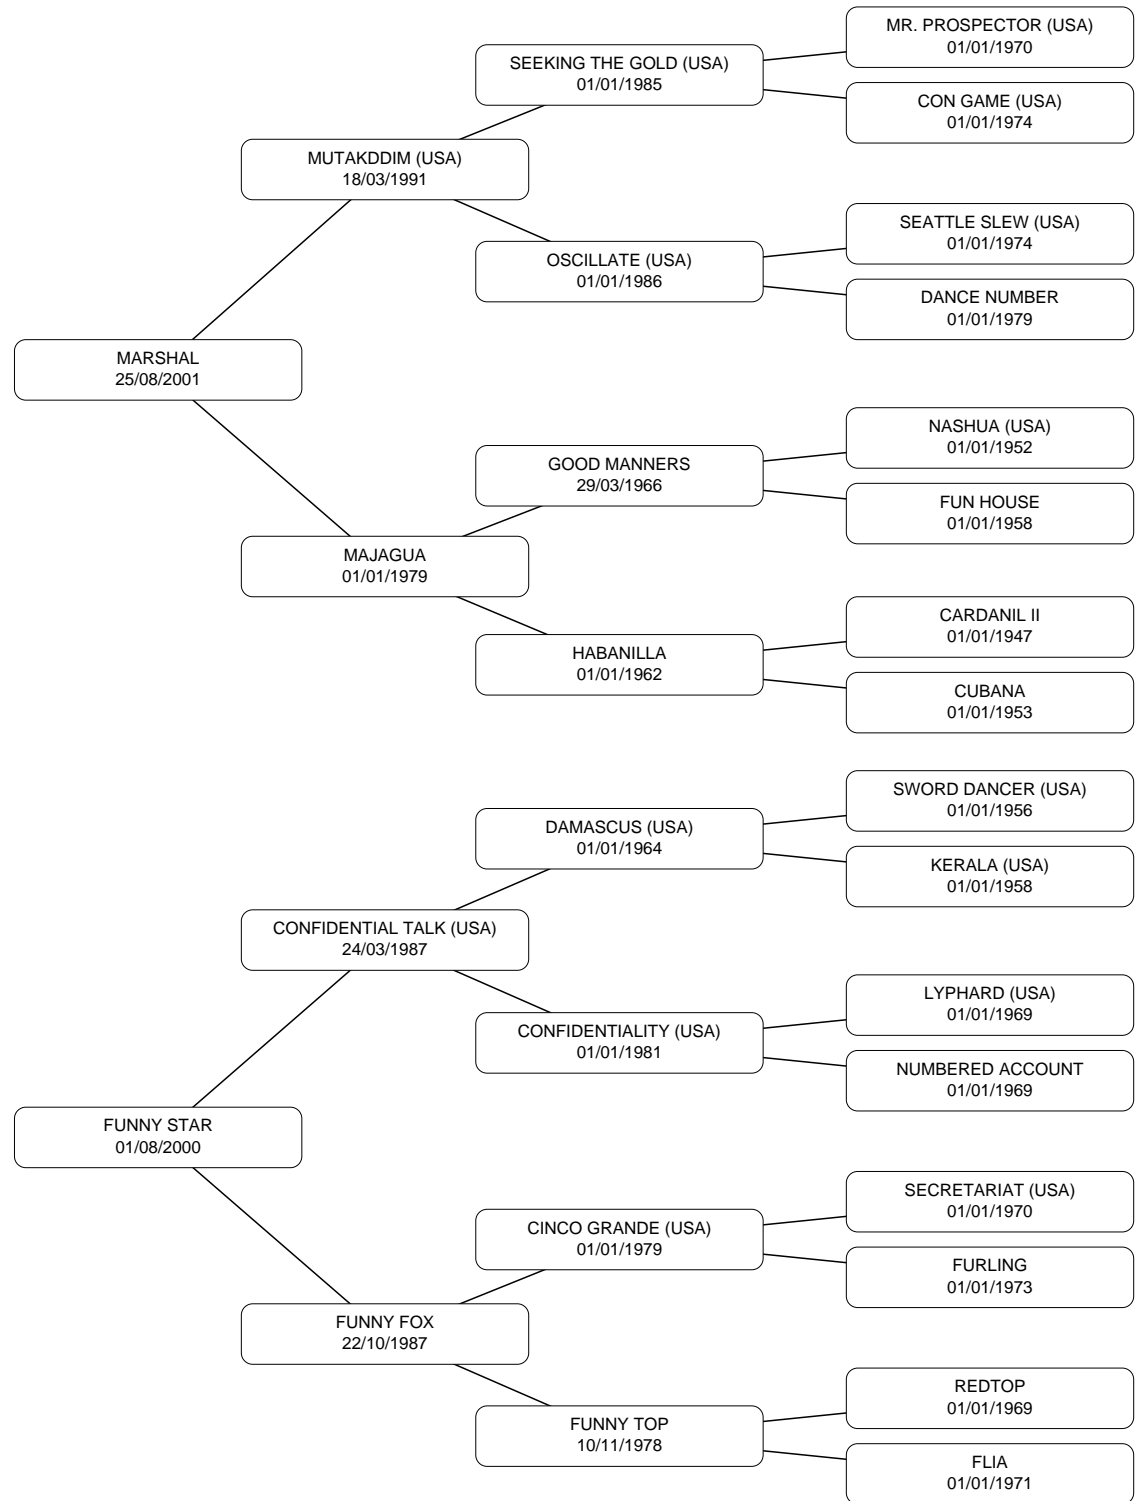 MR. PROSPECTOR (USA)
01/01/1970
SEEKING THE GOLD (USA)
01/01/1985
CON GAME (USA)
01/01/1974
MUTAKDDIM (USA)
18/03/1991
SEATTLE SLEW (USA)
01/01/1974
OSCILLATE (USA)
01/01/1986
DANCE NUMBER
01/01/1979
MARSHAL
25/08/2001
NASHUA (USA)
01/01/1952
GOOD MANNERS
29/03/1966
FUN HOUSE
01/01/1958
MAJAGUA
01/01/1979
CARDANIL II
01/01/1947
HABANILLA
01/01/1962
CUBANA
01/01/1953
SWORD DANCER (USA)
01/01/1956
DAMASCUS (USA)
01/01/1964
KERALA (USA)
01/01/1958
CONFIDENTIAL TALK (USA)
24/03/1987
LYPHARD (USA)
01/01/1969
CONFIDENTIALITY (USA)
01/01/1981
NUMBERED ACCOUNT
01/01/1969
FUNNY STAR
01/08/2000
SECRETARIAT (USA)
01/01/1970
CINCO GRANDE (USA)
01/01/1979
FURLING
01/01/1973
FUNNY FOX
22/10/1987
REDTOP
01/01/1969
FUNNY TOP
10/11/1978
FLIA
01/01/1971